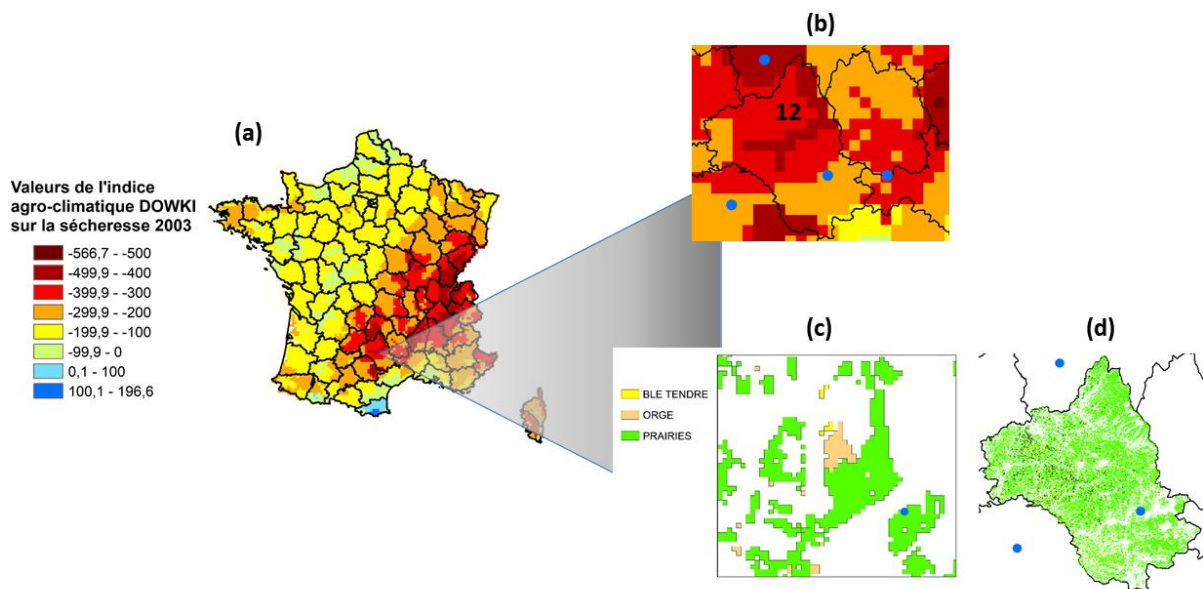 (a)
Valeurs de l'indice
agro-climatique DOWKI
sur la sécheresse 2003
-566,7 - -500
-499,9 - -400
-399,9 - -300
-299,9 - -200
-199,9 - -100
-99,9 - 0
0,1 - 100
100,1 - 196,6
(b)
12
(c)
BLE TENDRE
ORGE
PRAIRIES
(d)